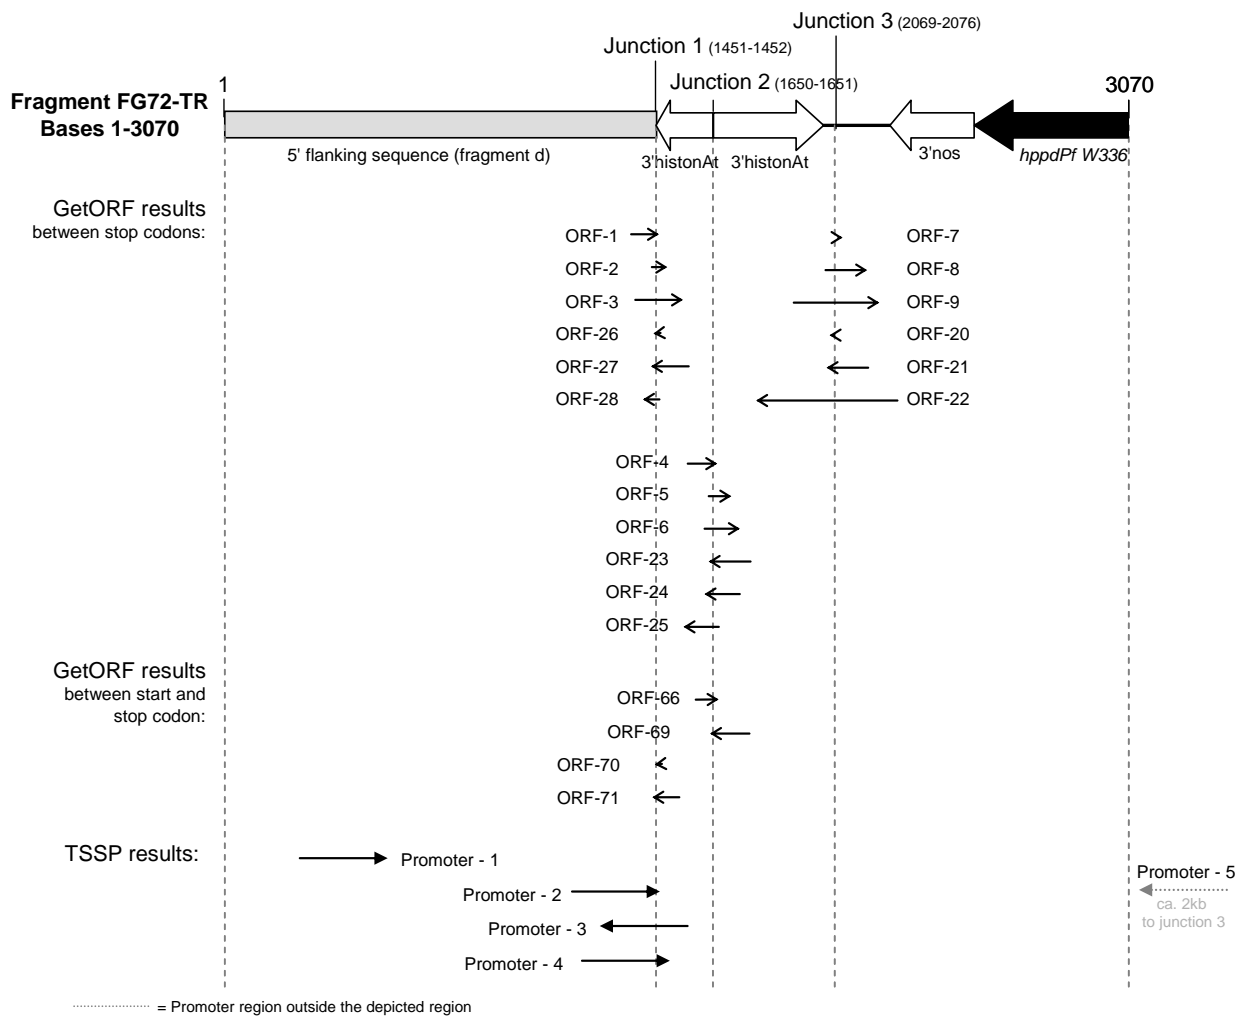 Junction 3 (2069-2076)
Junction 1 (1451-1452)
Junction 2 (1650-1651)
1
3070
Fragment FG72-TR
Bases 1-3070
5' flanking sequence (fragment d)
3'histonAt
3'histonAt
3'nos
hppdPf W336
GetORF results
between stop codons:
ORF-1
ORF-7
ORF-2
ORF-8
ORF-3
ORF-9
ORF-26
ORF-20
ORF-27
ORF-21
ORF-28
ORF-22
ORF-4
ORF-5
ORF-6
ORF-23
ORF-24
ORF-25
GetORF results
between start and
stop codon:
ORF-66
ORF-69
ORF-70
ORF-71
TSSP results:
Promoter - 1
Promoter - 5
Promoter - 2
ca. 2kb
to junction 3
Promoter - 3
Promoter - 4
= Promoter region outside the depicted region